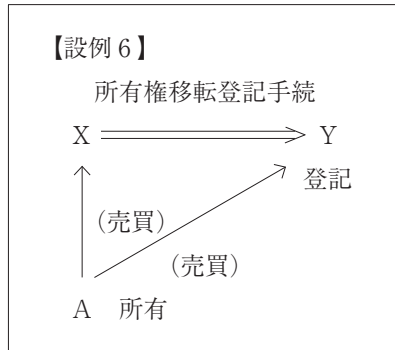 【設例6】
所有権移転登記手続
X Y
登記
(売買)
(売買)
A 所有